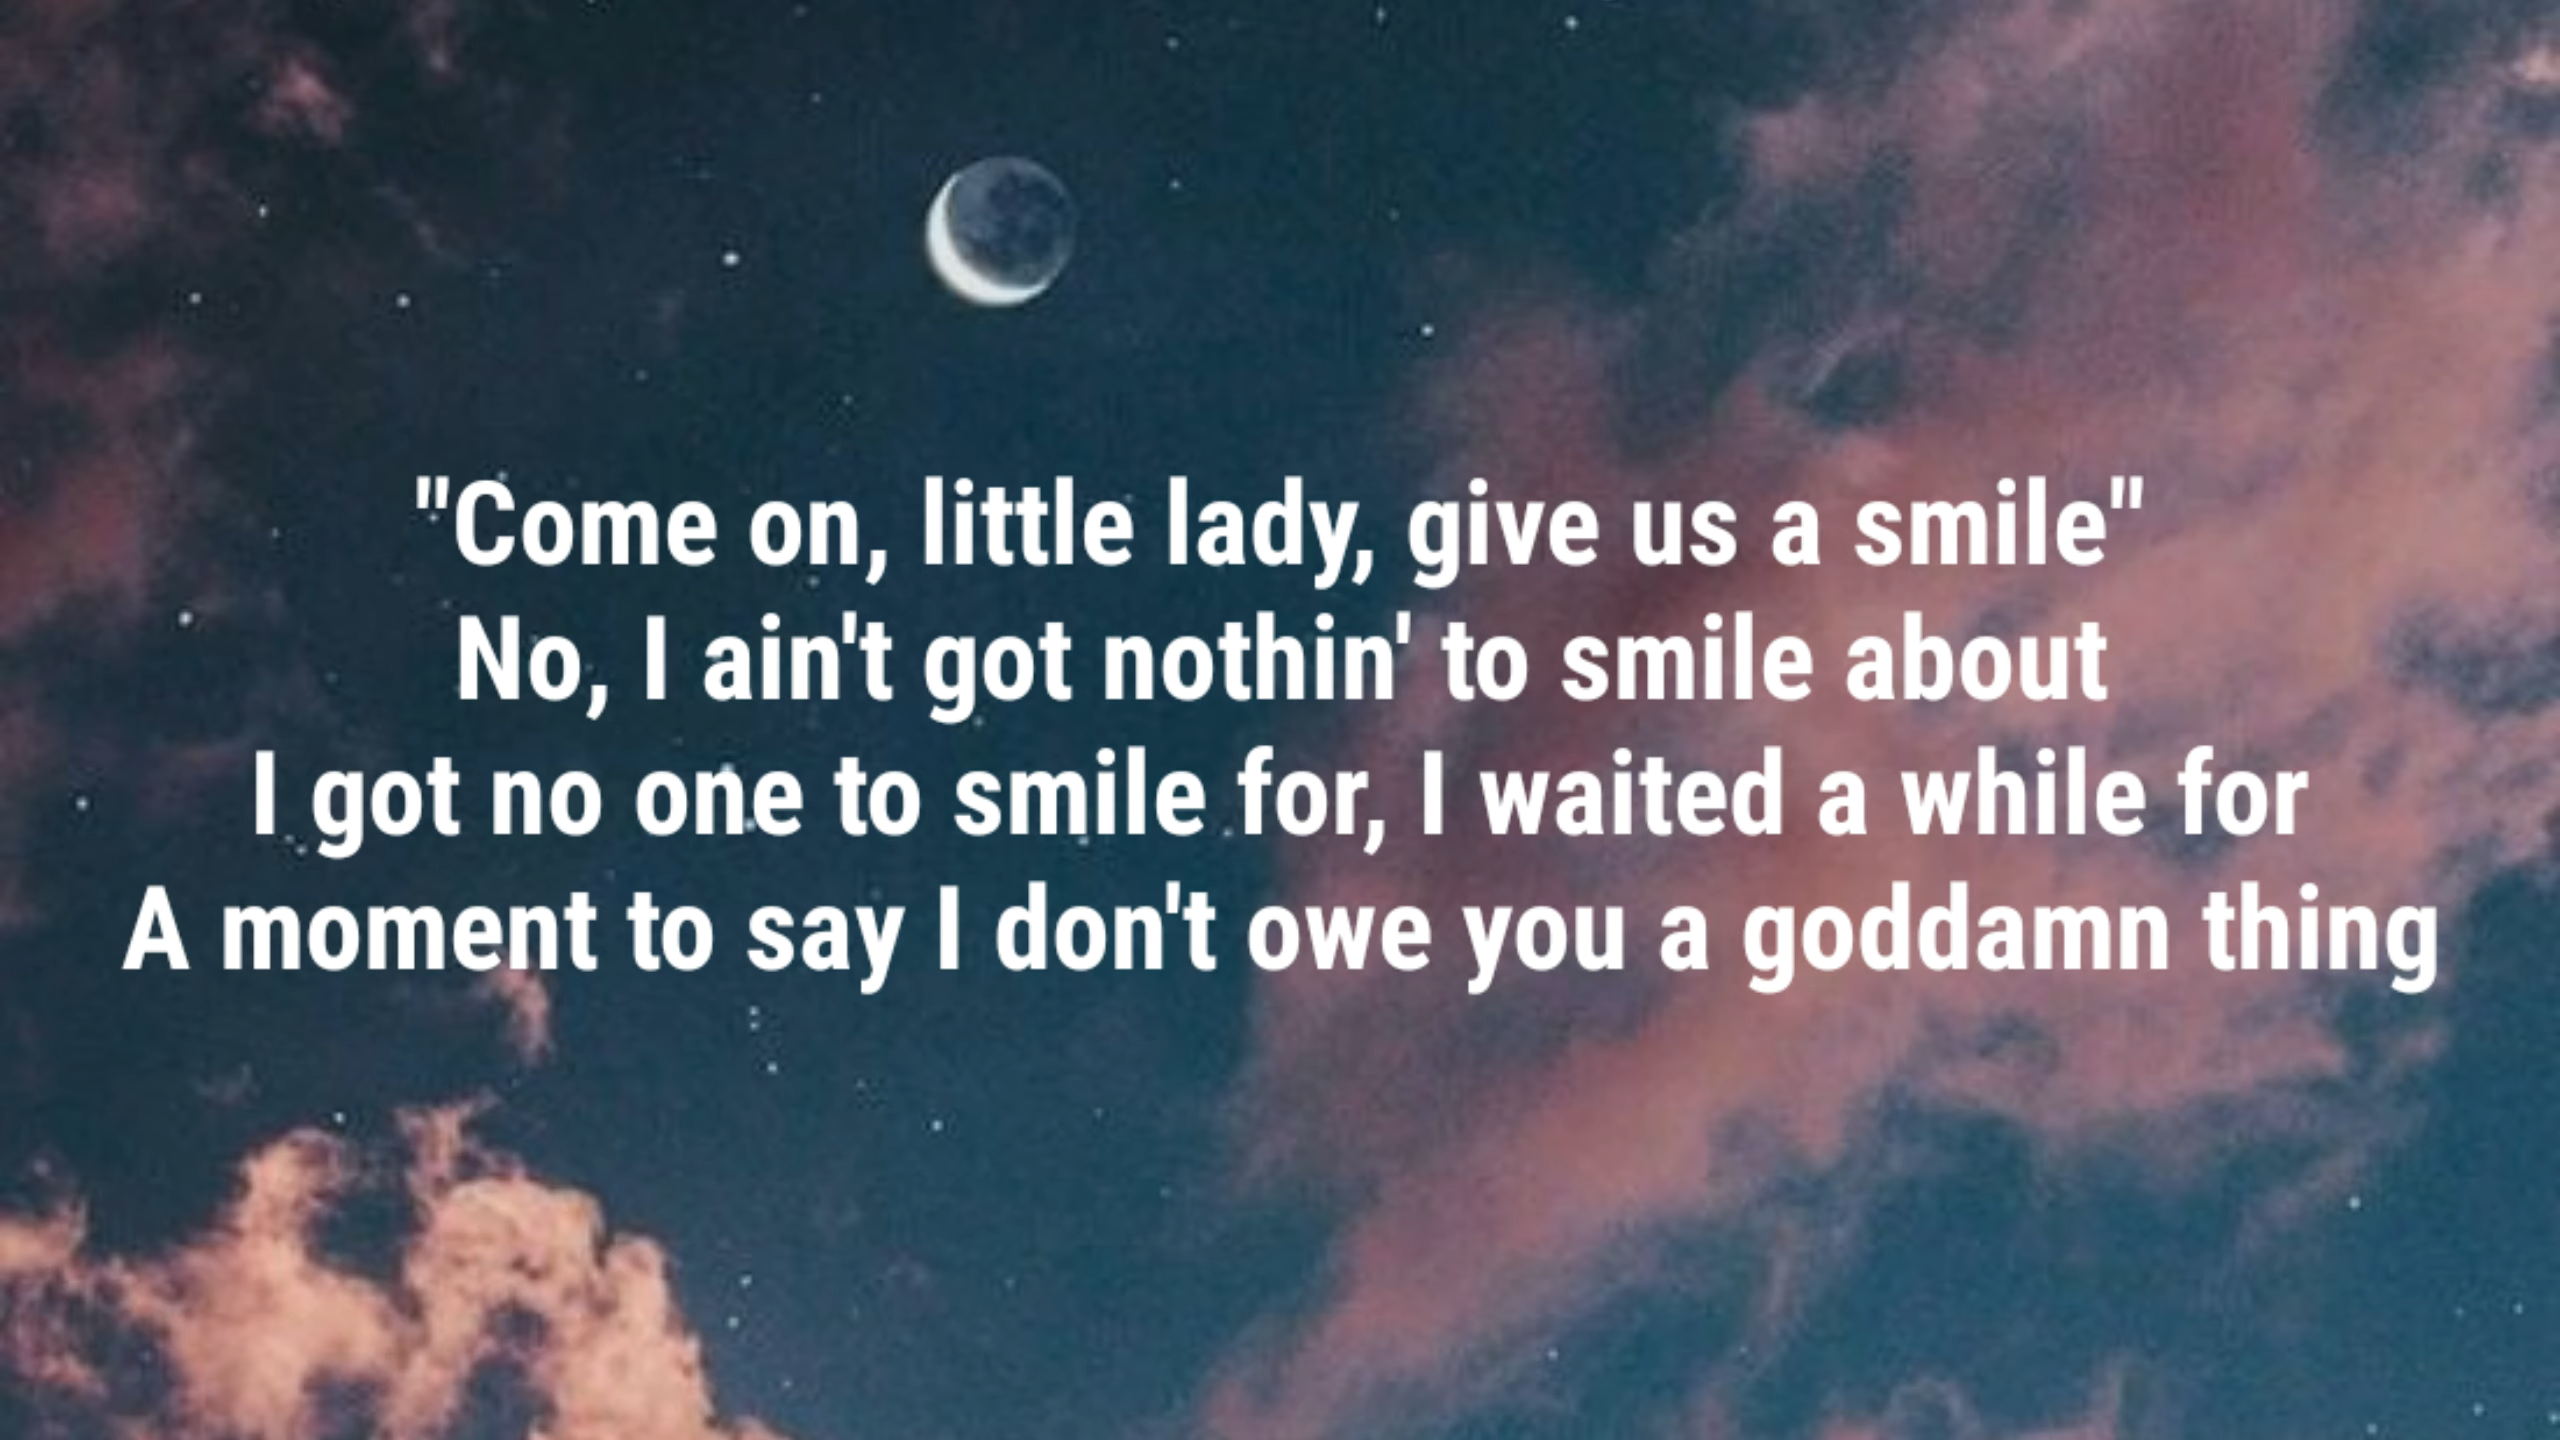 "Come on, little lady, give us a smile"
No, I ain't got nothin' to smile about
I got no one to smile for, I waited a while for
A moment to say I don't owe you a goddamn thing